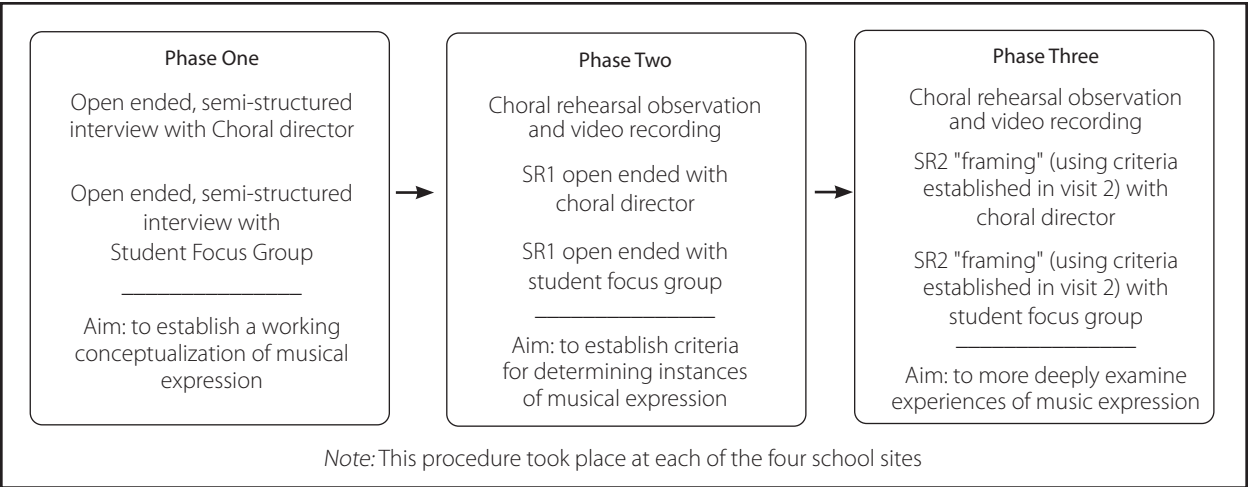 Phase One
Open ended, semi-structured
interview with Choral director
Open ended, semi-structured
interview with
Student Focus Group
Aim: to establish a working
conceptualization of musical
expression
Phase Two
Choral rehearsal observation
and video recording
SR1 open ended with
choral director
SR1 open ended with
student focus group
Aim: to establish criteria
for determining instances
of musical expression
Phase Three
Choral rehearsal observation
and video recording
SR2 "framing" (using criteria
established in visit 2) with
choral director
SR2 "framing" (using criteria
established in visit 2) with
student focus group
Aim: to more deeply examine
experiences of music expression
Note: This procedure took place at each of the four school sites